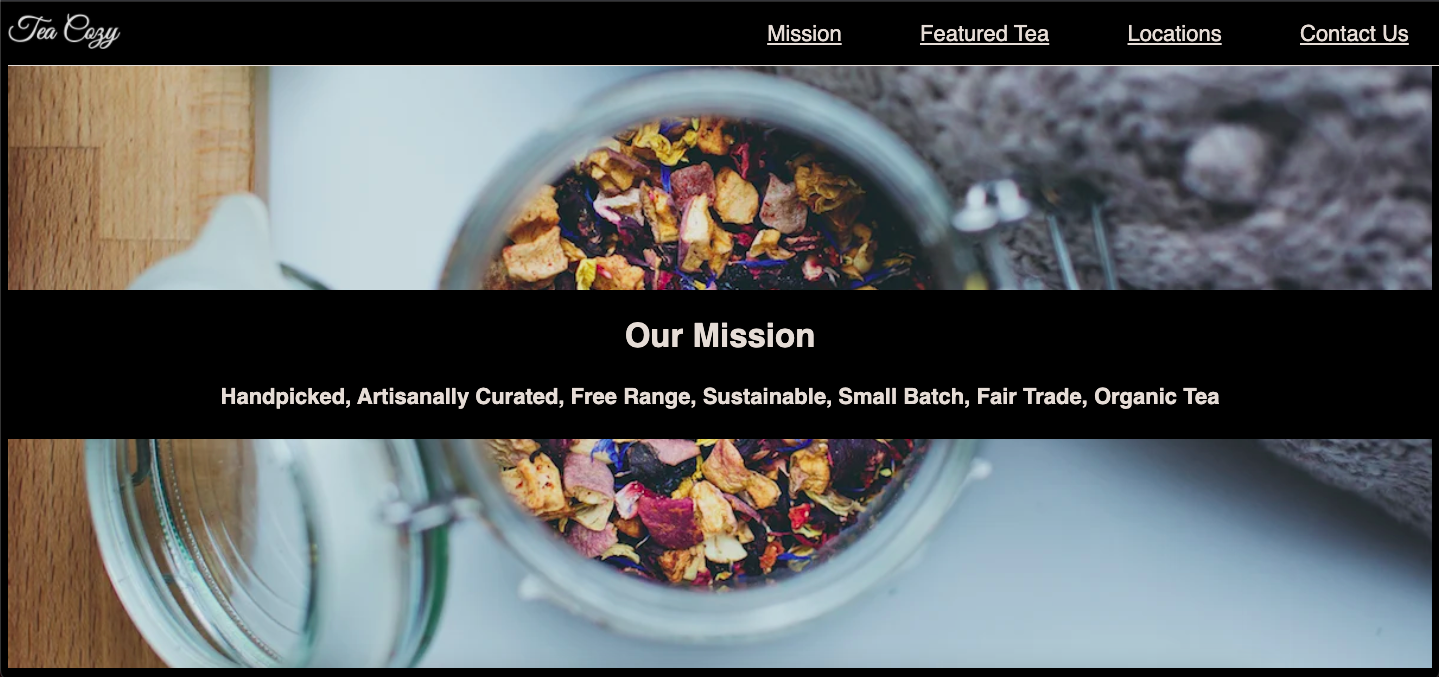 Tea Cozy
Mission Featured Tea Locations Contact Us
Our Mission
Handpicked, Artisanally Curated, Free Range, Sustainable, Small Batch, Fair Trade, Organic Tea